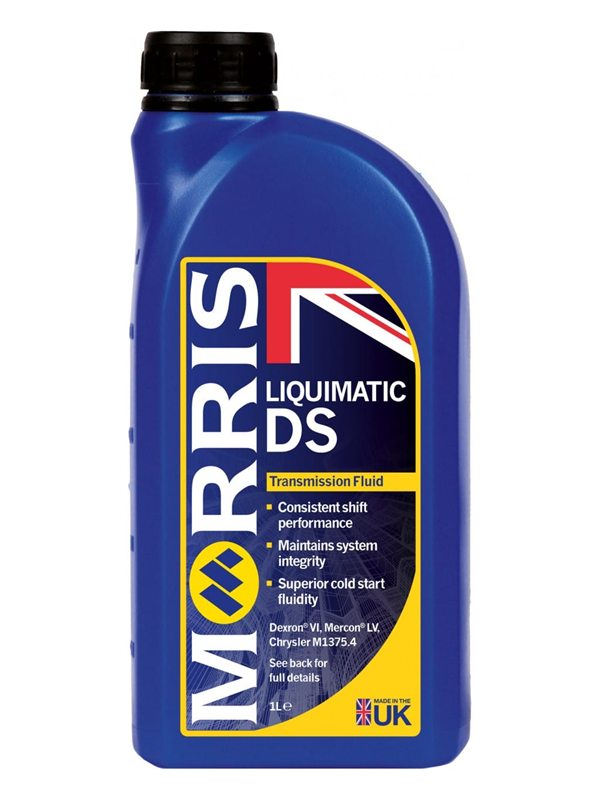 MORRIS
LIQUIMATIC
DS
Transmission Fluid
▪ Consistent shift
performance
▪ Maintains system
integrity
▪ Superior cold start
fluidity
Dexron® VI, Mercon® LV,
Chrysler M1375.4
See back for
full details
1L℮
MADE IN THE
UK